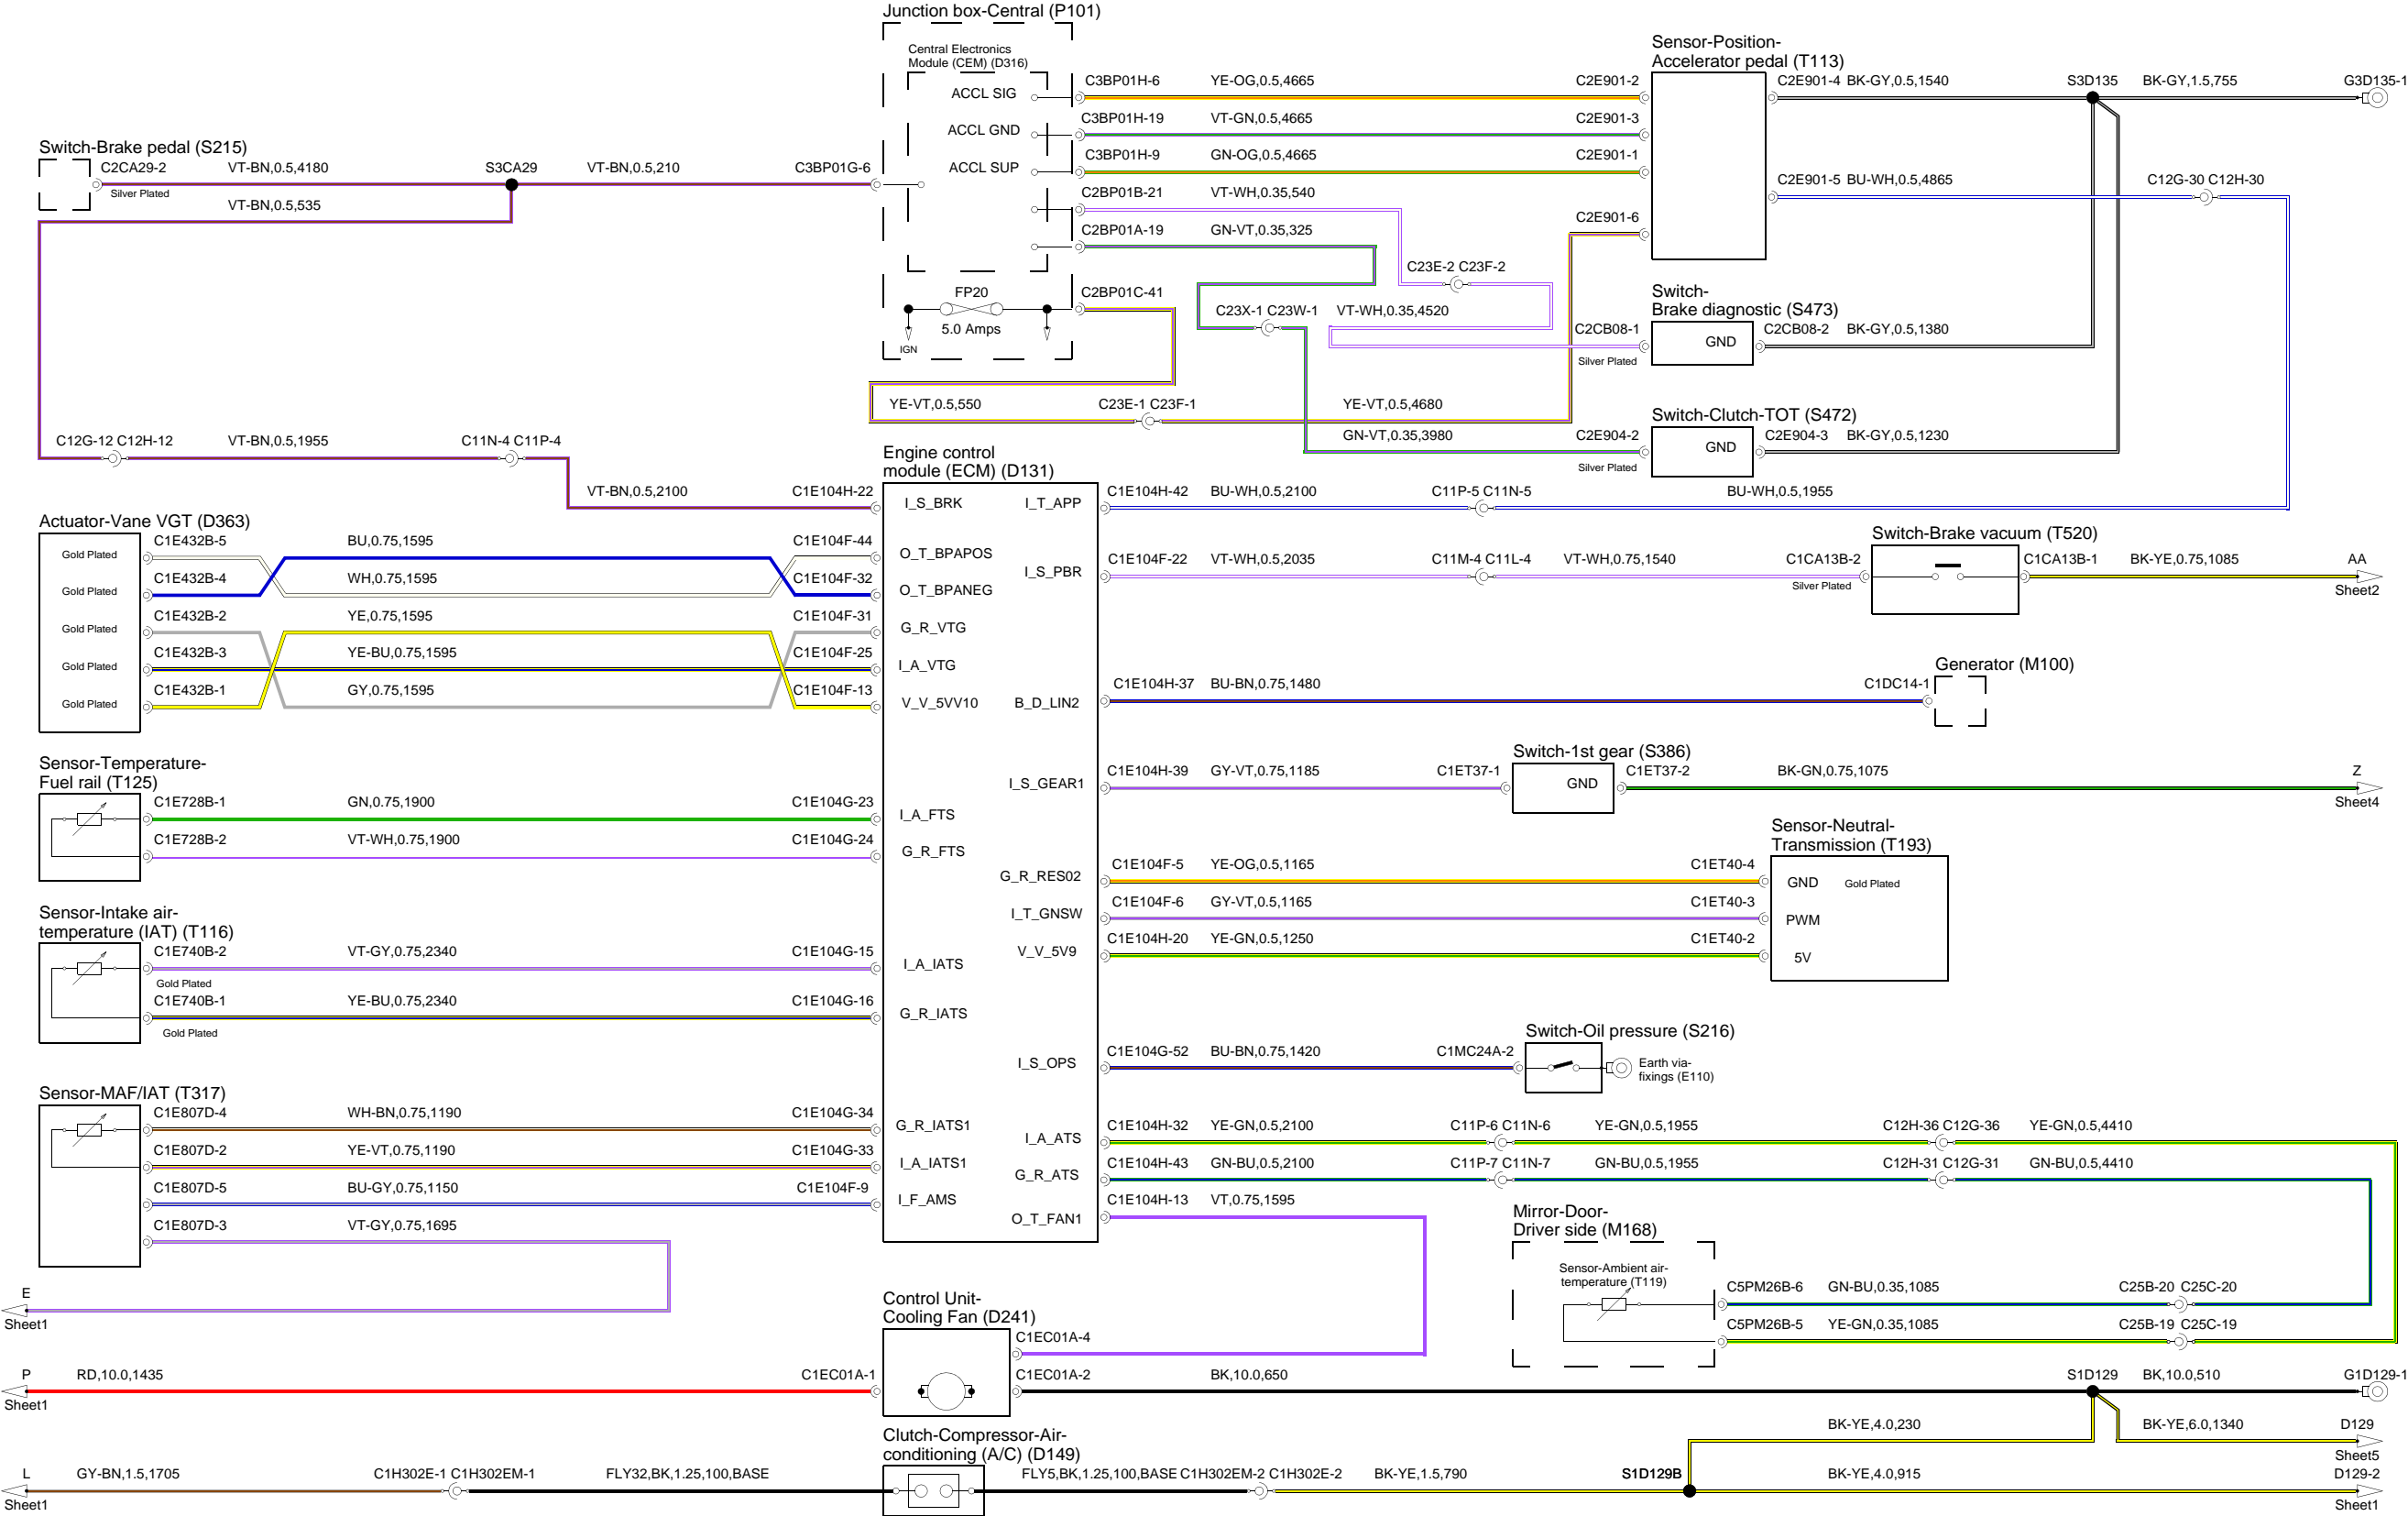 Junction box-Central (P101)
Central Electronics
Module (CEM) (D316)
ACCL SIG
ACCL GND
ACCL SUP
C3BP01H-6 YE-OG,0.5,4665 C2E901-2
C3BP01H-19 VT-GN,0.5,4665 C2E901-3
C3BP01H-9 GN-OG,0.5,4665 C2E901-1
C2BP01B-21 VT-WH,0.35,540
C2BP01A-19 GN-VT,0.35,325
C2E901-6
FP20
5.0 Amps
IGN
C2BP01C-41
Sensor-Position-
Accelerator pedal (T113)
C2E901-4 BK-GY,0.5,1540 S3D135 BK-GY,1.5,755 G3D135-1
C2E901-5 BU-WH,0.5,4865 C12G-30 C12H-30
Switch-Brake pedal (S215)
C2CA29-2 VT-BN,0.5,4180 S3CA29 VT-BN,0.5,210 C3BP01G-6
Silver Plated
VT-BN,0.5,535
C23E-2 C23F-2
C23X-1 C23W-1 VT-WH,0.35,4520
Switch-
Brake diagnostic (S473)
C2CB08-1 GND C2CB08-2 BK-GY,0.5,1380
Silver Plated
YE-VT,0.5,550 C23E-1 C23F-1 YE-VT,0.5,4680
Switch-Clutch-TOT (S472)
GN-VT,0.35,3980 C2E904-2 GND C2E904-3 BK-GY,0.5,1230
Silver Plated
C12G-12 C12H-12 VT-BN,0.5,1955 C11N-4 C11P-4
VT-BN,0.5,2100 C1E104H-22
Engine control
module (ECM) (D131)
I_S_BRK I_T_APP
C1E104H-42 BU-WH,0.5,2100 C11P-5 C11N-5 BU-WH,0.5,1955
Actuator-Vane VGT (D363)
Gold Plated C1E432B-5 BU,0.75,1595 C1E104F-44 O_T_BPAPOS
Gold Plated C1E432B-4 WH,0.75,1595 C1E104F-32 O_T_BPANEG
Gold Plated C1E432B-2 YE,0.75,1595 C1E104F-31 G_R_VTG
Gold Plated C1E432B-3 YE-BU,0.75,1595 C1E104F-25 I_A_VTG
Gold Plated C1E432B-1 GY,0.75,1595 C1E104F-13 V_V_5VV10
Switch-Brake vacuum (T520)
I_S_PBR C1E104F-22 VT-WH,0.5,2035 C11M-4 C11L-4 VT-WH,0.75,1540 C1CA13B-2 C1CA13B-1 BK-YE,0.75,1085 AA
Silver Plated Sheet2
Generator (M100)
B_D_LIN2 C1E104H-37 BU-BN,0.75,1480 C1DC14-1
Sensor-Temperature-
Fuel rail (T125)
C1E728B-1 GN,0.75,1900 C1E104G-23 I_A_FTS
C1E728B-2 VT-WH,0.75,1900 C1E104G-24 G_R_FTS
Switch-1st gear (S386)
I_S_GEAR1 C1E104H-39 GY-VT,0.75,1185 C1ET37-1 GND C1ET37-2 BK-GN,0.75,1075 Z
Sheet4
Sensor-Neutral-
Transmission (T193)
G_R_RES02 C1E104F-5 YE-OG,0.5,1165 C1ET40-4 GND Gold Plated
I_T_GNSW C1E104F-6 GY-VT,0.5,1165 C1ET40-3 PWM
V_V_5V9 C1E104H-20 YE-GN,0.5,1250 C1ET40-2 5V
Sensor-Intake air-
temperature (IAT) (T116)
C1E740B-2 VT-GY,0.75,2340 C1E104G-15 I_A_IATS
Gold Plated
C1E740B-1 YE-BU,0.75,2340 C1E104G-16 G_R_IATS
Gold Plated
Switch-Oil pressure (S216)
I_S_OPS C1E104G-52 BU-BN,0.75,1420 C1MC24A-2
Earth via-
fixings (E110)
Sensor-MAF/IAT (T317)
C1E807D-4 WH-BN,0.75,1190 C1E104G-34 G_R_IATS1
C1E807D-2 YE-VT,0.75,1190 C1E104G-33 I_A_IATS1
C1E807D-5 BU-GY,0.75,1150 C1E104F-9 I_F_AMS
C1E807D-3 VT-GY,0.75,1695
I_A_ATS C1E104H-32 YE-GN,0.5,2100 C11P-6 C11N-6 YE-GN,0.5,1955 C12H-36 C12G-36 YE-GN,0.5,4410
G_R_ATS C1E104H-43 GN-BU,0.5,2100 C11P-7 C11N-7 GN-BU,0.5,1955 C12H-31 C12G-31 GN-BU,0.5,4410
O_T_FAN1 C1E104H-13 VT,0.75,1595
Mirror-Door-
Driver side (M168)
Sensor-Ambient air-
temperature (T119)
C5PM26B-6 GN-BU,0.35,1085 C25B-20 C25C-20
C5PM26B-5 YE-GN,0.35,1085 C25B-19 C25C-19
E
Sheet1
Control Unit-
Cooling Fan (D241)
C1EC01A-4
P RD,10.0,1435 C1EC01A-1 C1EC01A-2 BK,10.0,650 S1D129 BK,10.0,510 G1D129-1
Sheet1
BK-YE,4.0,230 BK-YE,6.0,1340 D129
Sheet5
Clutch-Compressor-Air-
conditioning (A/C) (D149)
L GY-BN,1.5,1705 C1H302E-1 C1H302EM-1 FLY32,BK,1.25,100,BASE FLY5,BK,1.25,100,BASE C1H302EM-2 C1H302E-2 BK-YE,1.5,790 S1D129B BK-YE,4.0,915 D129-2
Sheet1 Sheet1